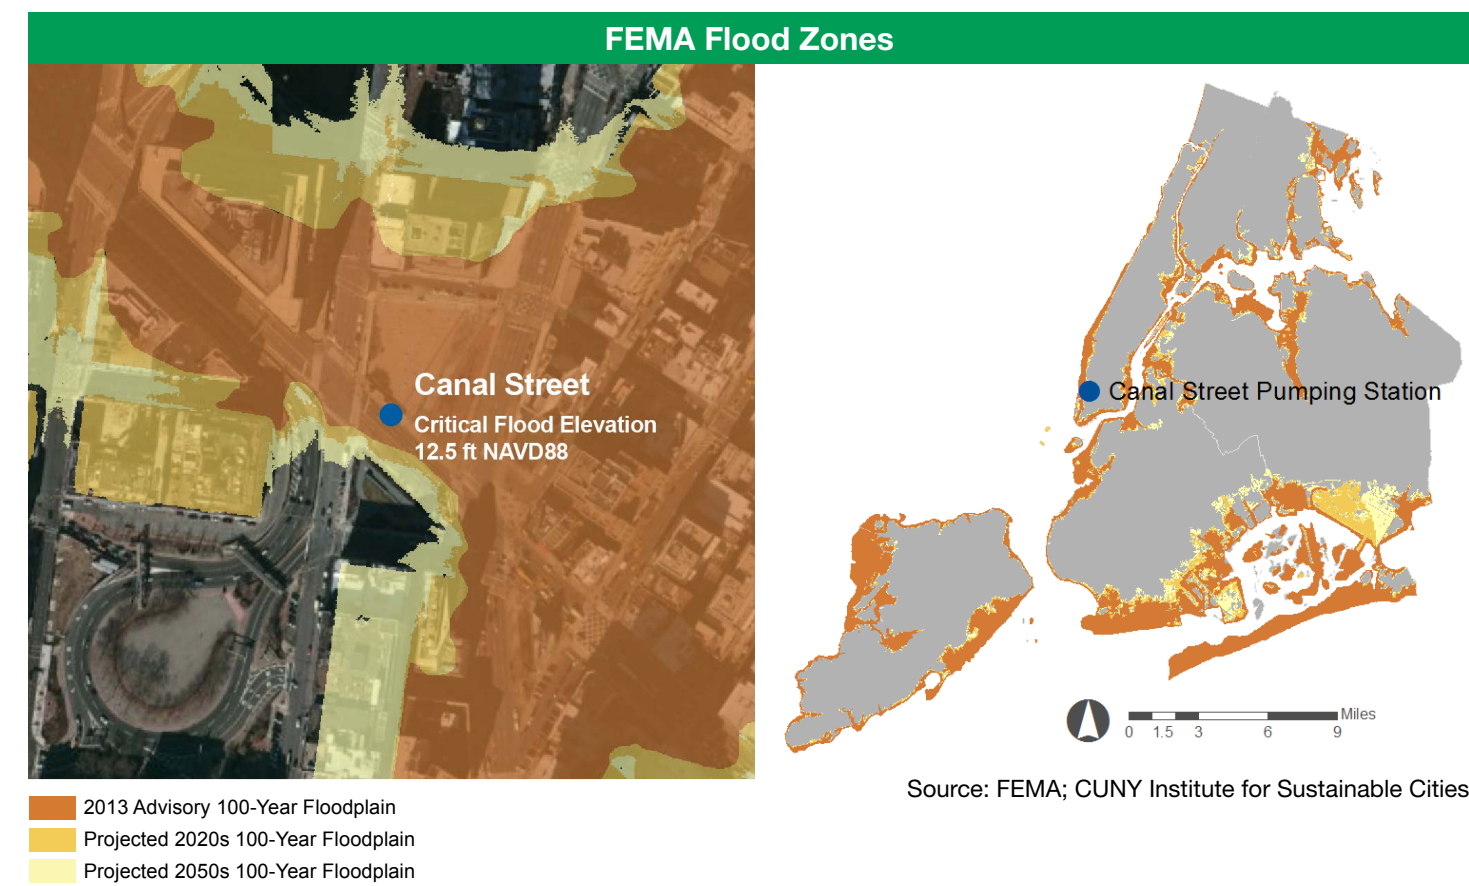 FEMA Flood Zones
Canal Street
Critical Flood Elevation
12.5 ft NAVD88
Canal Street Pumping Station
Miles
0 1.5 3 6 9
Source: FEMA; CUNY Institute for Sustainable Cities
2013 Advisory 100-Year Floodplain
Projected 2020s 100-Year Floodplain
Projected 2050s 100-Year Floodplain